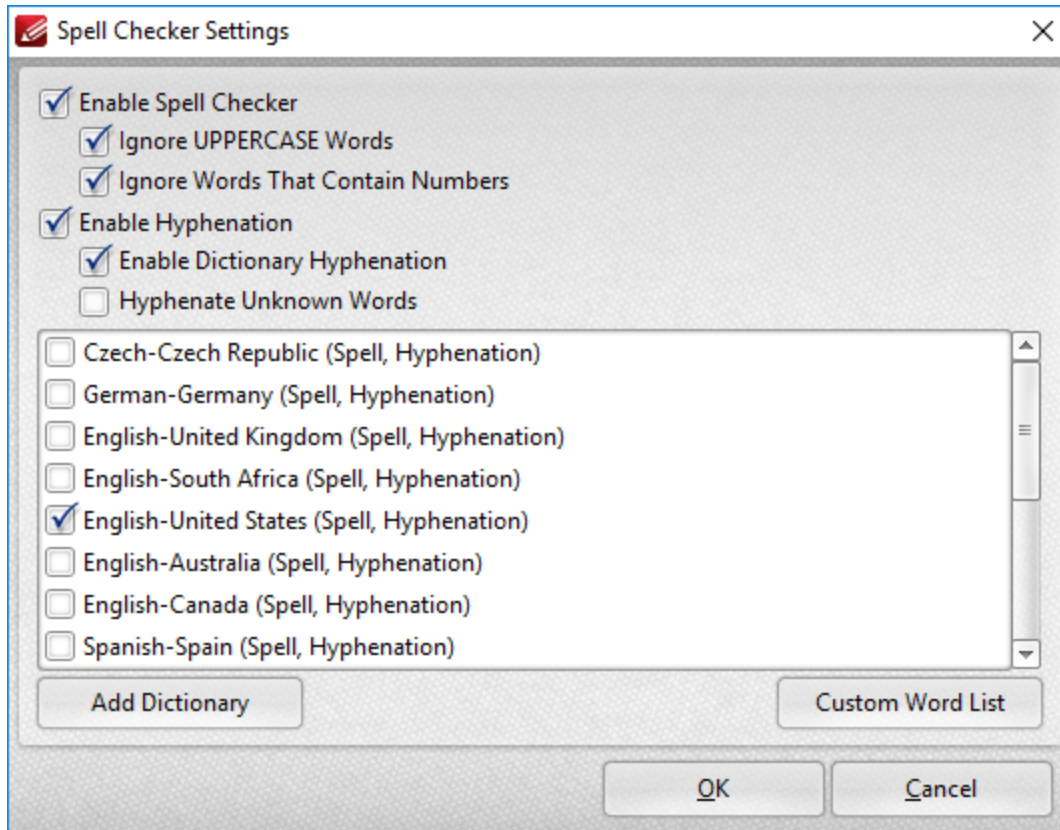 Spell Checker Settings
Enable Spell Checker
Ignore UPPERCASE Words
Ignore Words That Contain Numbers
Enable Hyphenation
Enable Dictionary Hyphenation
Hyphenate Unknown Words
Czech-Czech Republic (Spell, Hyphenation)
German-Germany (Spell, Hyphenation)
English-United Kingdom (Spell, Hyphenation)
English-South Africa (Spell, Hyphenation)
English-United States (Spell, Hyphenation)
English-Australia (Spell, Hyphenation)
English-Canada (Spell, Hyphenation)
Spanish-Spain (Spell, Hyphenation)
Add Dictionary Custom Word List
OK Cancel